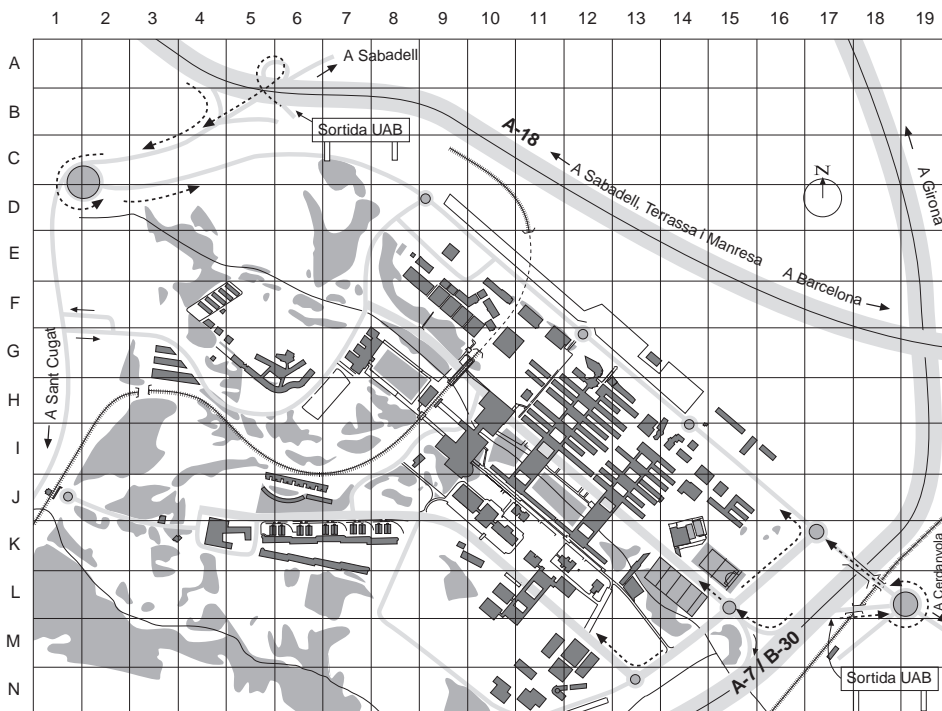 1 2 3 4 5 6 7 8 9 10 11 12 13 14 15 16 17 18 19
A
B
C
D
E
F
G
H
I
J
K
L
M
N
A Sabadell
Sortida UAB
A-18
A Sabadell, Terrassa i Manresa
A Barcelona
A Girona
N
A Sant Cugat
A Cerdanyola
A-7 / B-30
Sortida UAB